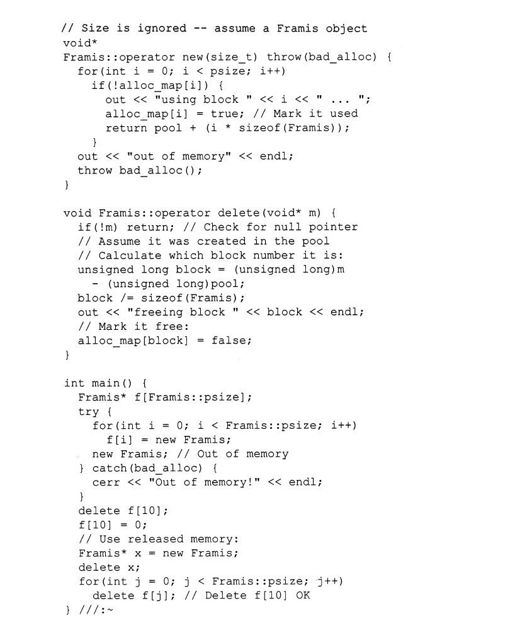 // Size is ignored -- assume a Framis object
void*
Framis::operator new(size_t) throw(bad_alloc) {
for(int i = 0; i < psize; i++)
if(!alloc_map[i]) {
out << "using block " << i << " ... ";
alloc_map[i] = true; // Mark it used
return pool + (i * sizeof(Framis));
}
out << "out of memory" << endl;
throw bad_alloc();
}
void Framis::operator delete(void* m) {
if(!m) return; // Check for null pointer
// Assume it was created in the pool
// Calculate which block number it is:
unsigned long block = (unsigned long)m
- (unsigned long)pool;
block /= sizeof(Framis);
out << "freeing block " << block << endl;
// Mark it free:
alloc_map[block] = false;
}
int main() {
Framis* f[Framis::psize];
try {
for(int i = 0; i < Framis::psize; i++)
f[i] = new Framis;
new Framis; // Out of memory
} catch(bad_alloc) {
cerr << "Out of memory!" << endl;
}
delete f[10];
f[10] = 0;
// Use released memory:
Framis* x = new Framis;
delete x;
for(int j = 0; j < Framis::psize; j++)
delete f[j]; // Delete f[10] OK
} ///:~